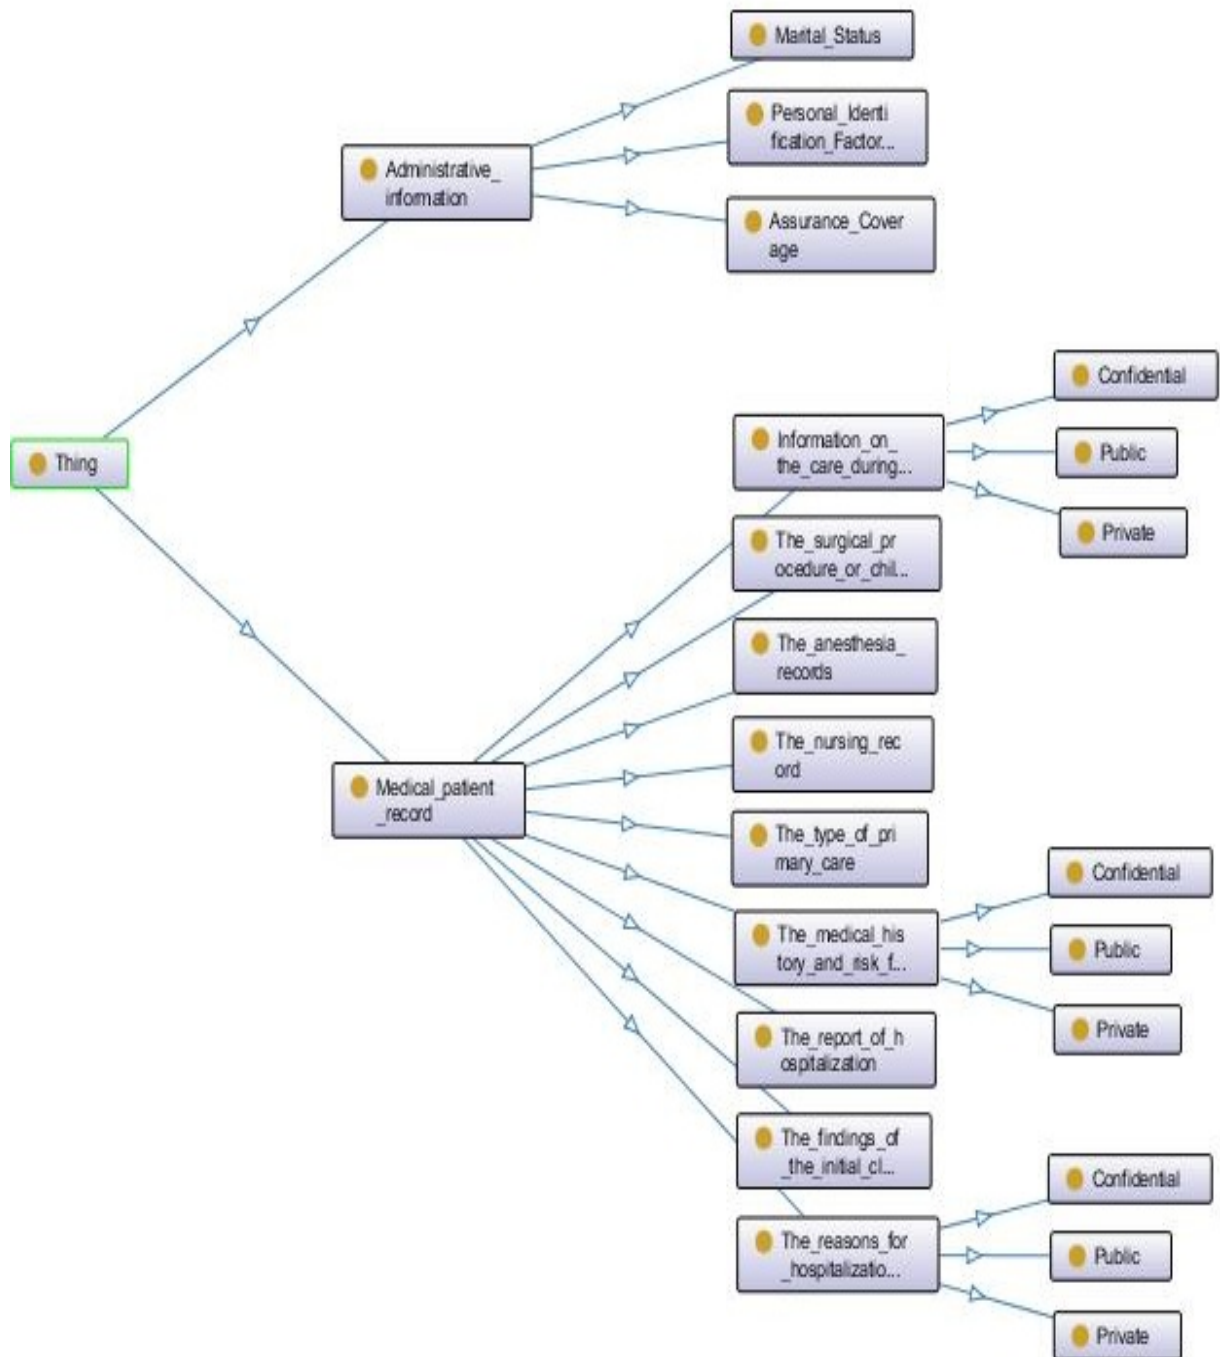 Marital_Status
Personal_Identi
fication_Factor...
Administrative_
information
Assurance_Cover
age
Thing
Confidential
Information_on_
the_care_during...
Public
Private
The_surgical_pr
ocedure_or_chil...
The_anesthesia_
records
The_nursing_rec
ord
Medical_patient
_record
The_type_of_pri
mary_care
Confidential
The_medical_his
tory_and_risk_f...
Public
Private
The_report_of_h
ospitalization
The_findings_of
_the_initial_cl...
Confidential
The_reasons_for
_hospitalizatio...
Public
Private